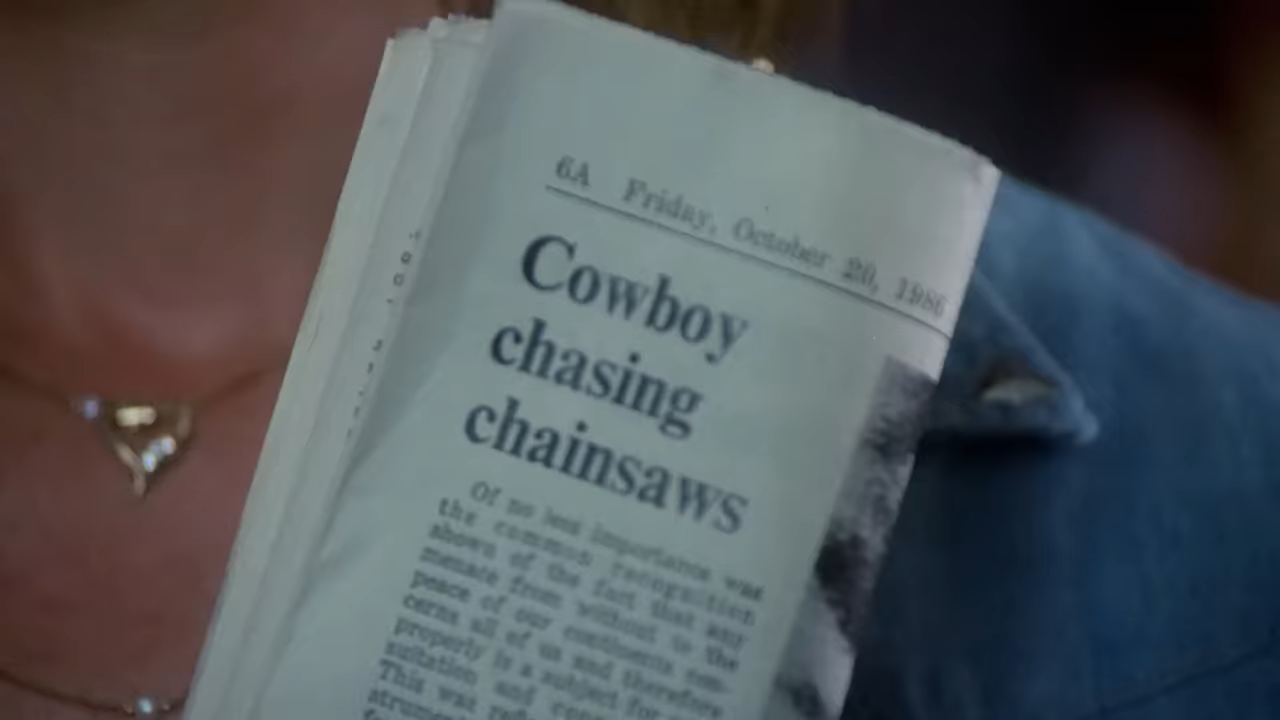 6A Friday, October 20, 1986
Cowboy
chasing
chainsaws
Of no less importance was
the common recognition
shown of the fact that any
menace from without to the
peace of our continents con-
cerns all of us and therefore
properly is a subject for
sultation and
This was